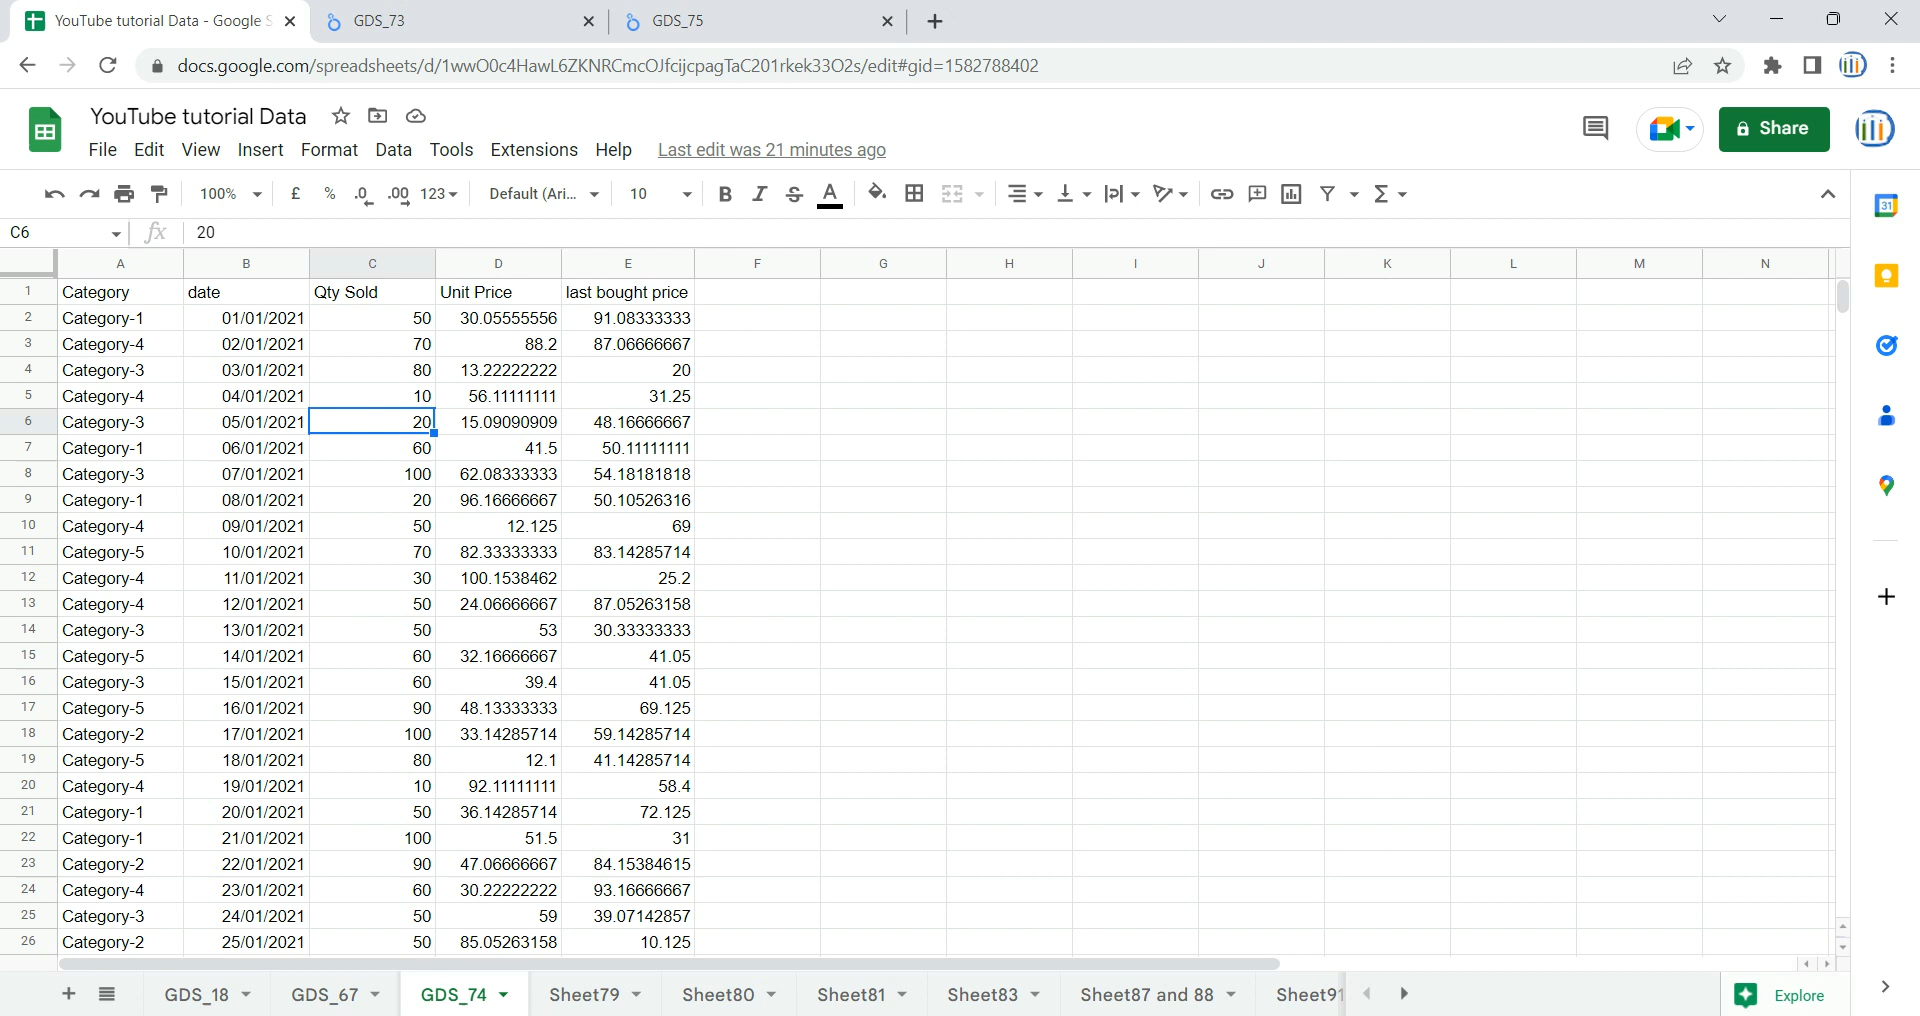 YouTube tutorial Data - Google S
GDS_73
GDS_75
docs.google.com/spreadsheets/d/1wwO0c4HawL6ZKNRCmcOJfcijcpagTaC201rkek33O2s/edit#gid=1582788402
YouTube tutorial Data
Share
File Edit View Insert Format Data Tools Extensions Help Last edit was 21 minutes ago
100% £ % .0 .00 123 Default (Ari... 10 B I S A Σ
31
C6 fx 20
A B C D E F G H I J K L M N
1 Category date Qty Sold Unit Price last bought price
2 Category-1 01/01/2021 50 30.05555556 91.08333333
3 Category-4 02/01/2021 70 88.2 87.06666667
4 Category-3 03/01/2021 80 13.22222222 20
5 Category-4 04/01/2021 10 56.11111111 31.25
6 Category-3 05/01/2021 20 15.09090909 48.16666667
7 Category-1 06/01/2021 60 41.5 50.11111111
8 Category-3 07/01/2021 100 62.08333333 54.18181818
9 Category-1 08/01/2021 20 96.16666667 50.10526316
10 Category-4 09/01/2021 50 12.125 69
11 Category-5 10/01/2021 70 82.33333333 83.14285714
12 Category-4 11/01/2021 30 100.1538462 25.2
13 Category-4 12/01/2021 50 24.06666667 87.05263158
14 Category-3 13/01/2021 50 53 30.33333333
15 Category-5 14/01/2021 60 32.16666667 41.05
16 Category-3 15/01/2021 60 39.4 41.05
17 Category-5 16/01/2021 90 48.13333333 69.125
18 Category-2 17/01/2021 100 33.14285714 59.14285714
19 Category-5 18/01/2021 80 12.1 41.14285714
20 Category-4 19/01/2021 10 92.11111111 58.4
21 Category-1 20/01/2021 50 36.14285714 72.125
22 Category-1 21/01/2021 100 51.5 31
23 Category-2 22/01/2021 90 47.06666667 84.15384615
24 Category-4 23/01/2021 60 30.22222222 93.16666667
25 Category-3 24/01/2021 50 59 39.07142857
26 Category-2 25/01/2021 50 85.05263158 10.125
GDS_18 GDS_67 GDS_74 Sheet79 Sheet80 Sheet81 Sheet83 Sheet87 and 88 Sheet91 Explore